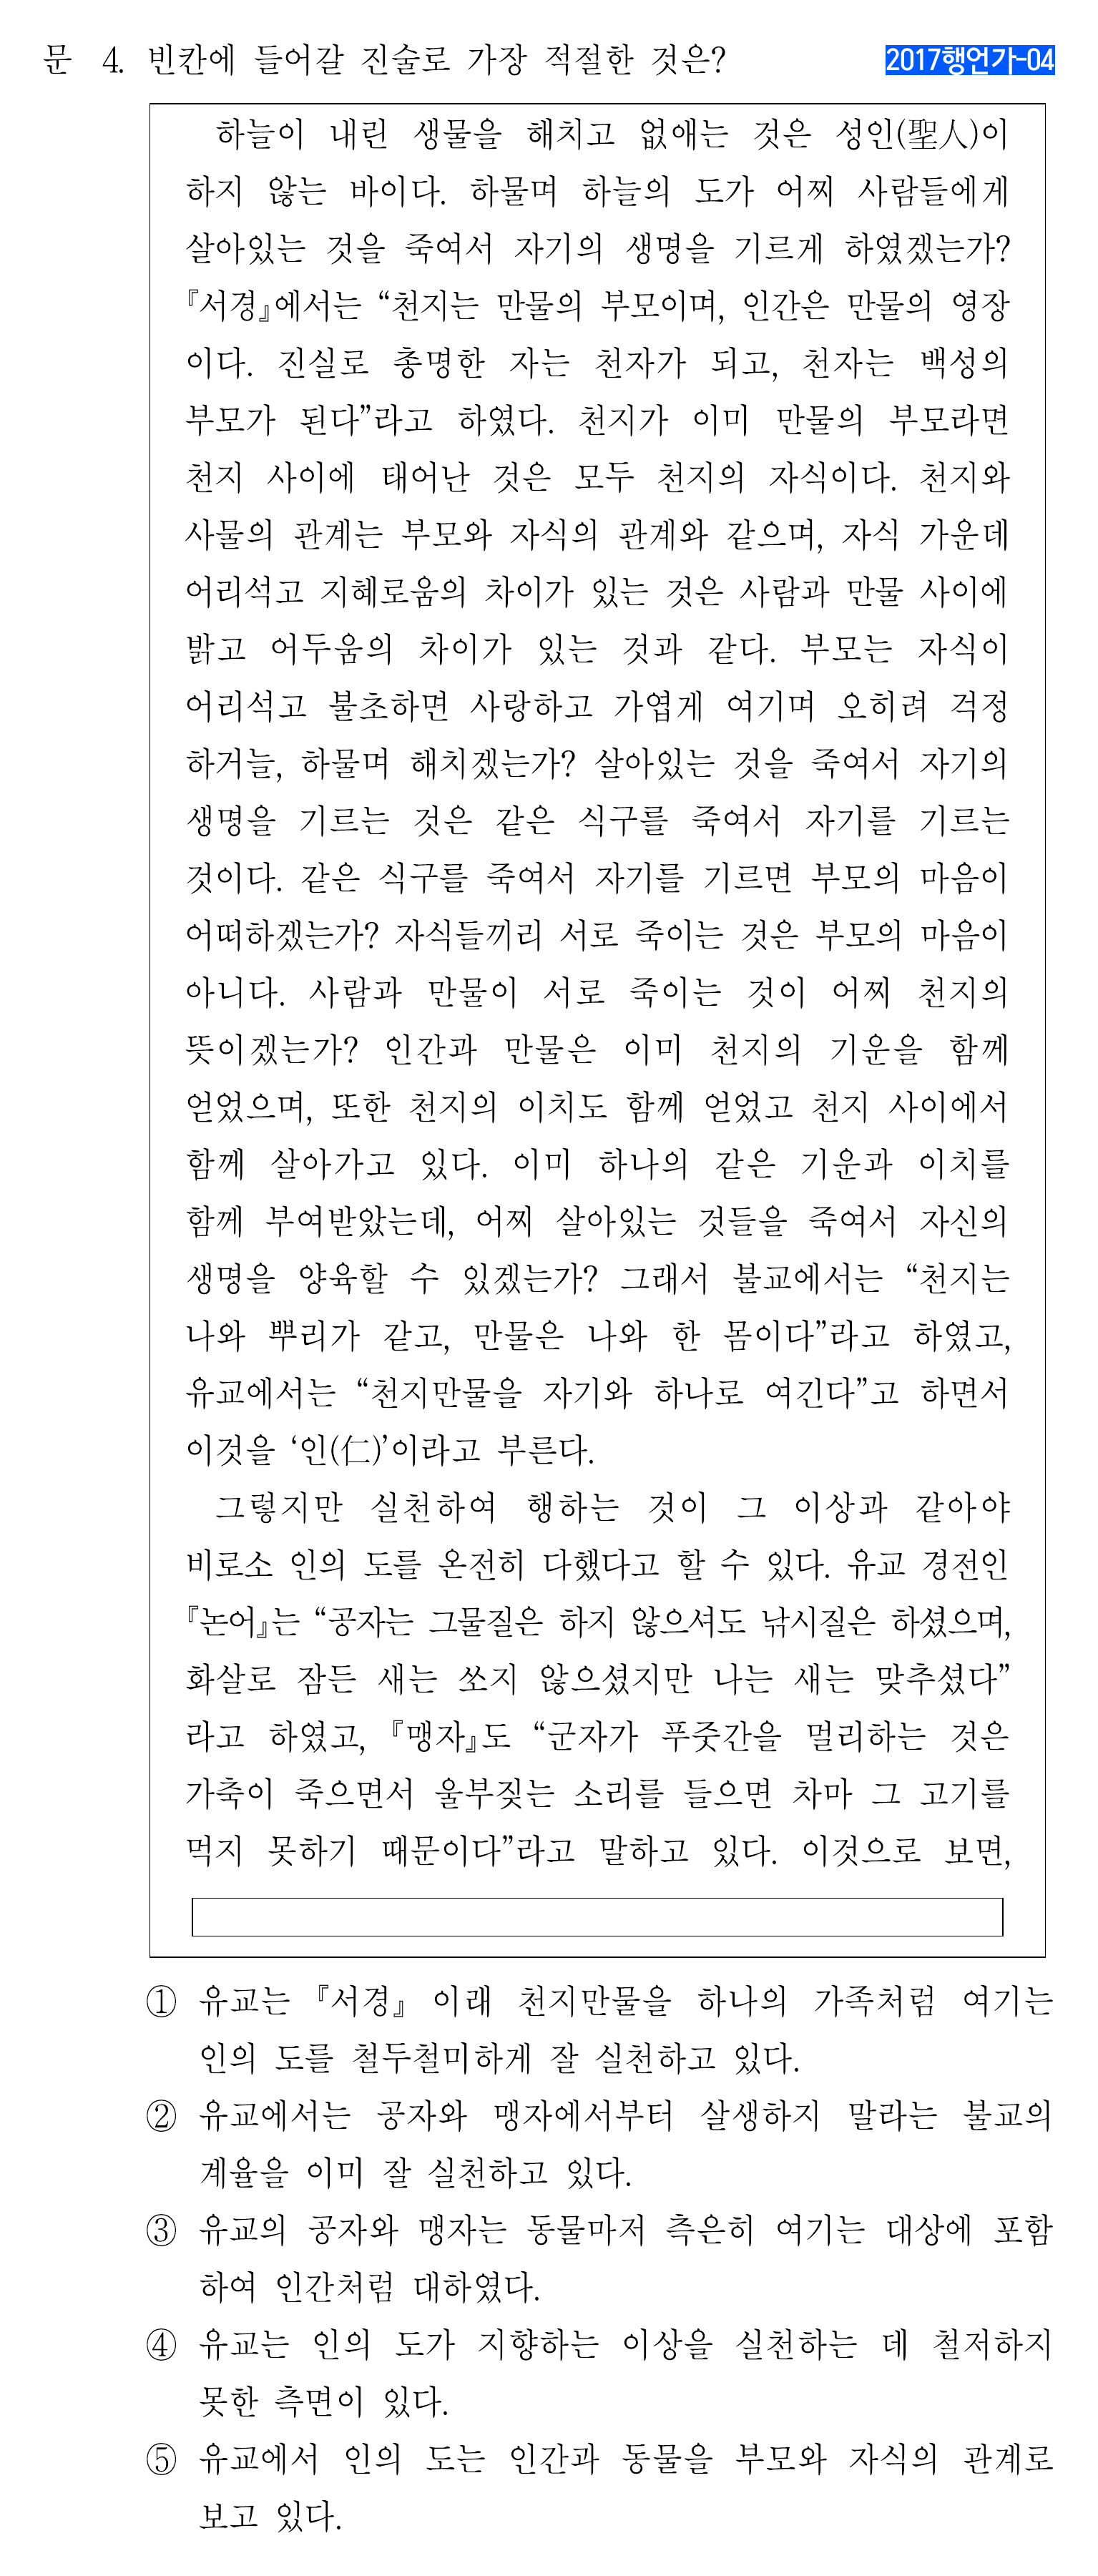 문 4. 빈칸에 들어갈 진술로 가장 적절한 것은? 2017행언가-04
하늘이 내린 생물을 해치고 없애는 것은 성인(聖人)이
하지 않는 바이다. 하물며 하늘의 도가 어찌 사람들에게
살아있는 것을 죽여서 자기의 생명을 기르게 하였겠는가?
『서경』에서는 “천지는 만물의 부모이며, 인간은 만물의 영장
이다. 진실로 총명한 자는 천자가 되고, 천자는 백성의
부모가 된다”라고 하였다. 천지가 이미 만물의 부모라면
천지 사이에 태어난 것은 모두 천지의 자식이다. 천지와
사물의 관계는 부모와 자식의 관계와 같으며, 자식 가운데
어리석고 지혜로움의 차이가 있는 것은 사람과 만물 사이에
밝고 어두움의 차이가 있는 것과 같다. 부모는 자식이
어리석고 불초하면 사랑하고 가엽게 여기며 오히려 걱정
하거늘, 하물며 해치겠는가? 살아있는 것을 죽여서 자기의
생명을 기르는 것은 같은 식구를 죽여서 자기를 기르는
것이다. 같은 식구를 죽여서 자기를 기르면 부모의 마음이
어떠하겠는가? 자식들끼리 서로 죽이는 것은 부모의 마음이
아니다. 사람과 만물이 서로 죽이는 것이 어찌 천지의
뜻이겠는가? 인간과 만물은 이미 천지의 기운을 함께
얻었으며, 또한 천지의 이치도 함께 얻었고 천지 사이에서
함께 살아가고 있다. 이미 하나의 같은 기운과 이치를
함께 부여받았는데, 어찌 살아있는 것들을 죽여서 자신의
생명을 양육할 수 있겠는가? 그래서 불교에서는 “천지는
나와 뿌리가 같고, 만물은 나와 한 몸이다”라고 하였고,
유교에서는 “천지만물을 자기와 하나로 여긴다”고 하면서
이것을 ‘인(仁)’이라고 부른다.
그렇지만 실천하여 행하는 것이 그 이상과 같아야
비로소 인의 도를 온전히 다했다고 할 수 있다. 유교 경전인
『논어』는 “공자는 그물질은 하지 않으셔도 낚시질은 하셨으며,
화살로 잠든 새는 쏘지 않으셨지만 나는 새는 맞추셨다”
라고 하였고, 『맹자』도 “군자가 푸줏간을 멀리하는 것은
가축이 죽으면서 울부짖는 소리를 들으면 차마 그 고기를
먹지 못하기 때문이다”라고 말하고 있다. 이것으로 보면,
① 유교는 『서경』 이래 천지만물을 하나의 가족처럼 여기는
인의 도를 철두철미하게 잘 실천하고 있다.
② 유교에서는 공자와 맹자에서부터 살생하지 말라는 불교의
계율을 이미 잘 실천하고 있다.
③ 유교의 공자와 맹자는 동물마저 측은히 여기는 대상에 포함
하여 인간처럼 대하였다.
④ 유교는 인의 도가 지향하는 이상을 실천하는 데 철저하지
못한 측면이 있다.
⑤ 유교에서 인의 도는 인간과 동물을 부모와 자식의 관계로
보고 있다.